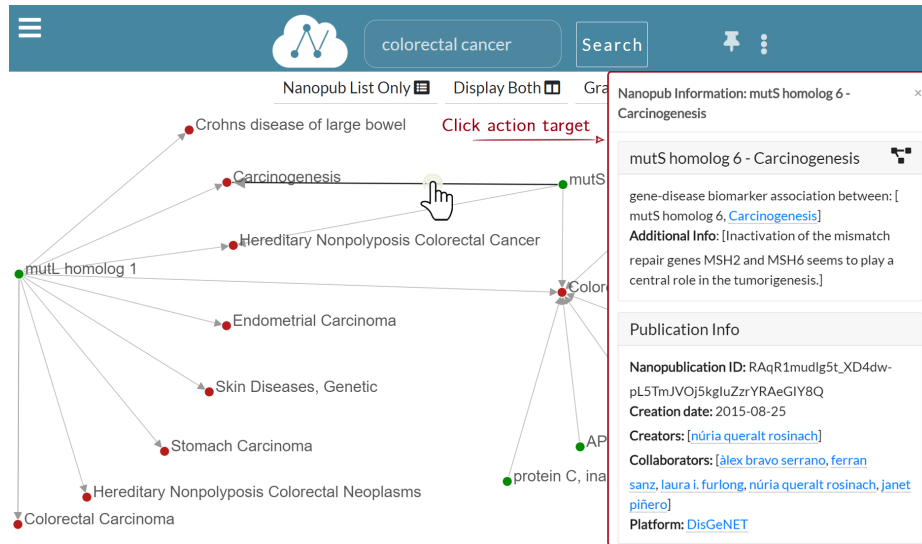 colorectal cancer
Search
Nanopub List Only
Display Both
Gra
Click action target
Crohns disease of large bowel
Carcinogenesis
mutS
Hereditary Nonpolyposis Colorectal Cancer
mutL homolog 1
Color
Endometrial Carcinoma
Skin Diseases, Genetic
Stomach Carcinoma
AP
protein C, ina
Hereditary Nonpolyposis Colorectal Neoplasms
Colorectal Carcinoma
Nanopub Information: mutS homolog 6 -
Carcinogenesis
×
mutS homolog 6 - Carcinogenesis
gene-disease biomarker association between: [
mutS homolog 6, Carcinogenesis]
Additional Info: [Inactivation of the mismatch
repair genes MSH2 and MSH6 seems to play a
central role in the tumorigenesis.]
Publication Info
Nanopublication ID: RAqR1mudIg5t_XD4dw-
pL5TmJVOj5kgIuZzrYRAeGIY8Q
Creation date: 2015-08-25
Creators: [núria queralt rosinach]
Collaborators: [àlex bravo serrano, ferran
sanz, laura i. furlong, núria queralt rosinach, janet
piñero]
Platform: DisGeNET